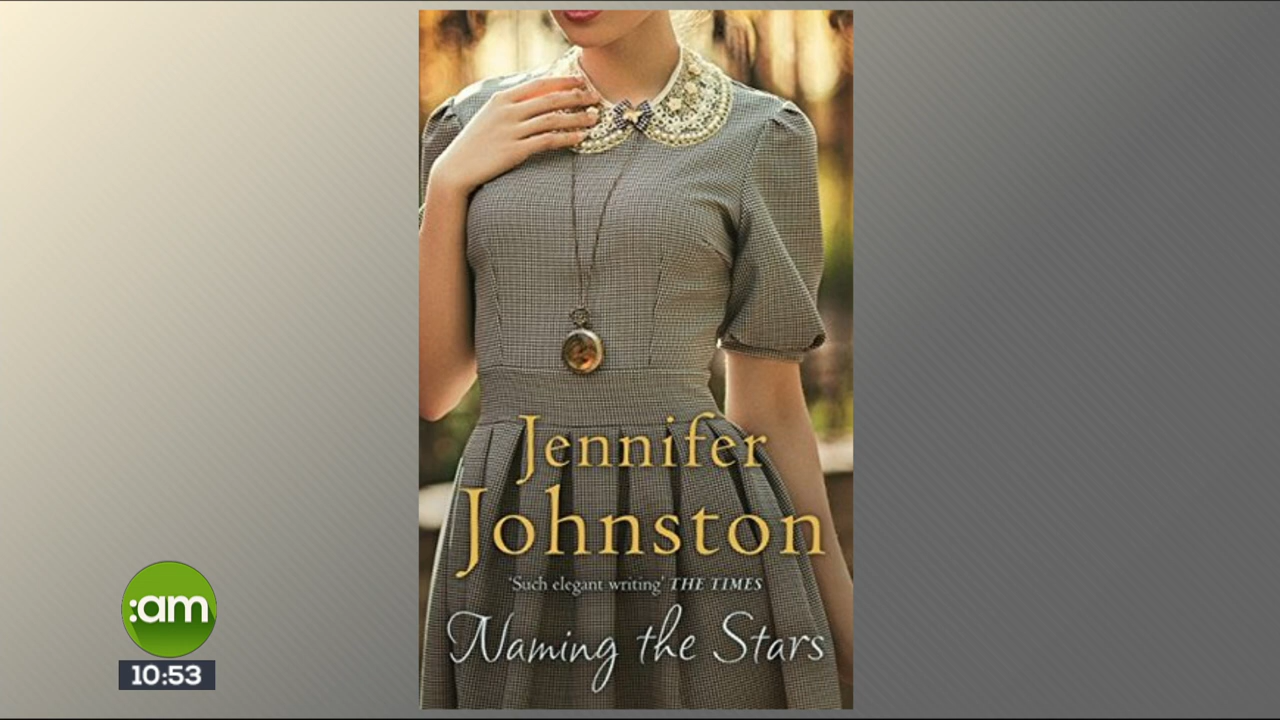 Jennifer
Johnston
'Such elegant writing' THE TIMES
Naming the Stars
:am
10:53